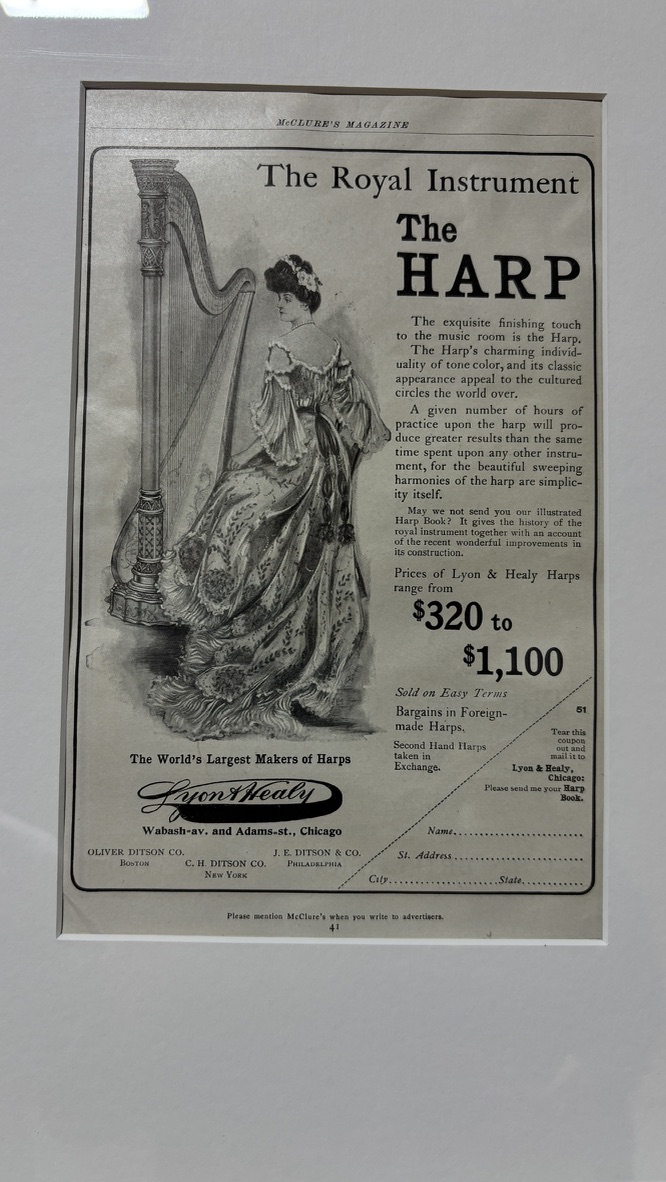 McCLURE'S MAGAZINE
The Royal Instrument
The
HARP
The exquisite finishing touch
to the music room is the Harp.
The Harp's charming individ-
uality of tone color, and its classic
appearance appeal to the cultured
circles the world over.
A given number of hours of
practice upon the harp will pro-
duce greater results than the same
time spent upon any other instru-
ment, for the beautiful sweeping
harmonies of the harp are simplic-
ity itself.
May we not send you our illustrated
Harp Book? It gives the history of the
royal instrument together with an account
of the recent wonderful improvements in
its construction.
Prices of Lyon & Healy Harps
range from
$320 to
$1,100
Sold on Easy Terms
Bargains in Foreign-
made Harps.
Second Hand Harps
taken in
Exchange.
51
Tear this
coupon
out and
mail it to
Lyon & Healy,
Chicago:
Please send me your Harp
Book.
Name
St. Address
City State
The World's Largest Makers of Harps
Lyon & Healy
Wabash-av. and Adams-st., Chicago
OLIVER DITSON CO.
BOSTON
C. H. DITSON CO.
NEW YORK
J. E. DITSON & CO.
PHILADELPHIA
Please mention McClure's when you write to advertisers.
41